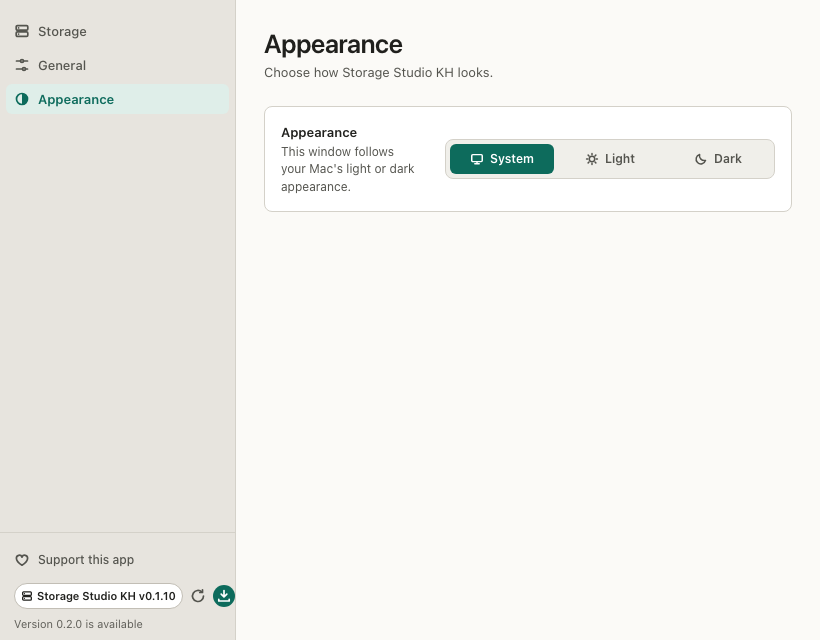 Storage
General
Appearance
Support this app
Storage Studio KH v0.1.10
Version 0.2.0 is available
Appearance
Choose how Storage Studio KH looks.
Appearance
This window follows
your Mac's light or dark
appearance.
System
Light
Dark